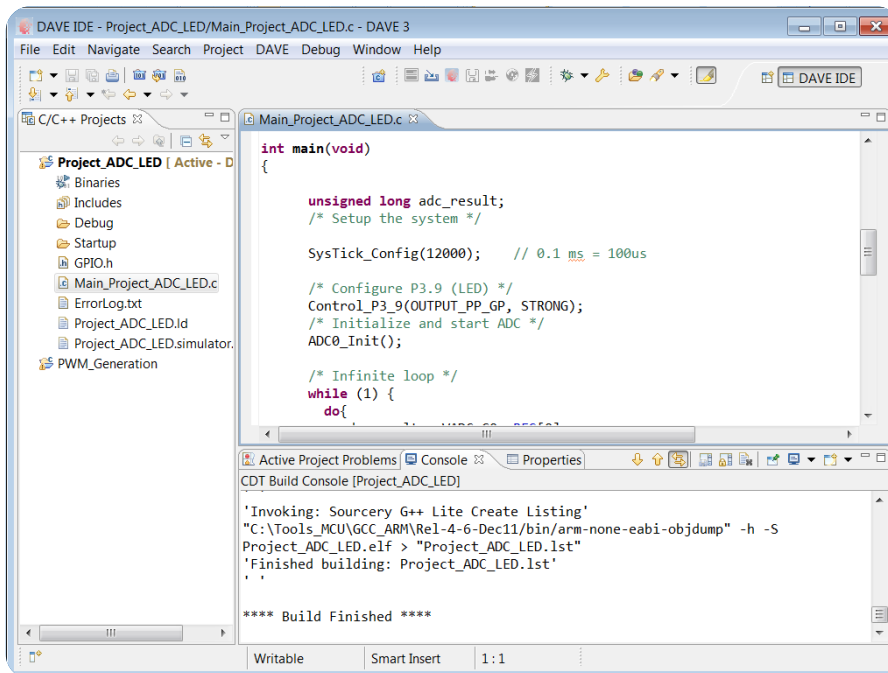 DAVE IDE - Project_ADC_LED/Main_Project_ADC_LED.c - DAVE 3
File Edit Navigate Search Project DAVE Debug Window Help
DAVE IDE
C/C++ Projects
Project_ADC_LED [ Active - D
Binaries
Includes
Debug
Startup
GPIO.h
Main_Project_ADC_LED.c
ErrorLog.txt
Project_ADC_LED.ld
Project_ADC_LED.simulator.
PWM_Generation
Main_Project_ADC_LED.c
int main(void)
{
unsigned long adc_result;
/* Setup the system */
SysTick_Config(12000); // 0.1 ms = 100us
/* Configure P3.9 (LED) */
Control_P3_9(OUTPUT_PP_GP, STRONG);
/* Initialize and start ADC */
ADC0_Init();
/* Infinite loop */
while (1) {
do{
Active Project Problems Console Properties
CDT Build Console [Project_ADC_LED]
' '
'Invoking: Sourcery G++ Lite Create Listing'
"C:\Tools_MCU\GCC_ARM\Rel-4-6-Dec11/bin/arm-none-eabi-objdump" -h -S
Project_ADC_LED.elf > "Project_ADC_LED.lst"
'Finished building: Project_ADC_LED.lst'
' '
**** Build Finished ****
Writable Smart Insert 1:1